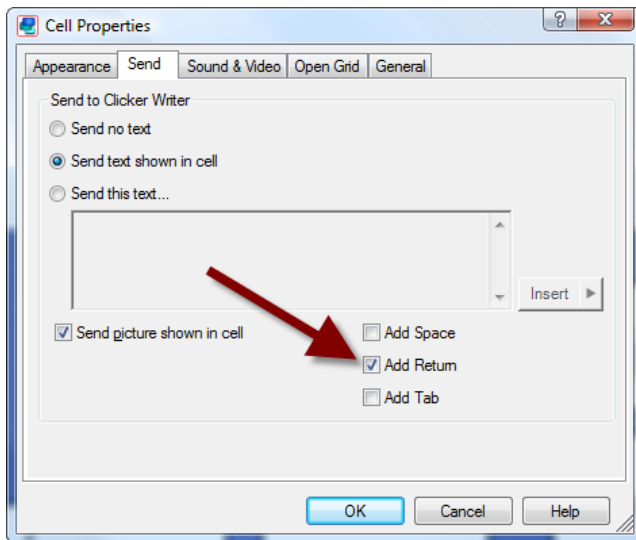 Cell Properties
Appearance Send Sound & Video Open Grid General
Send to Clicker Writer
Send no text
Send text shown in cell
Send this text...
Insert
Send picture shown in cell
Add Space
Add Return
Add Tab
OK Cancel Help